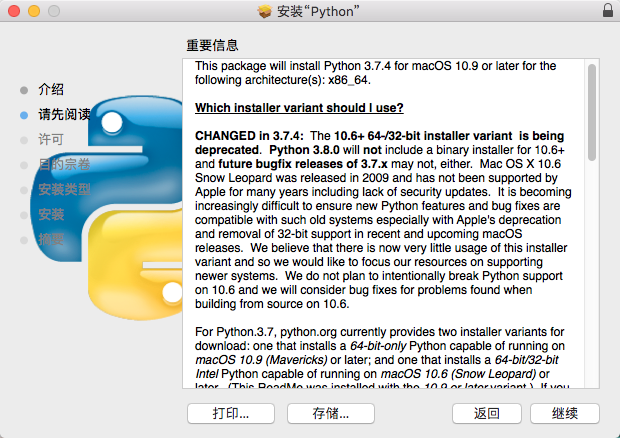 安装“Python”
重要信息
介绍
请先阅读
许可
目的宗卷
安装类型
安装
摘要
This package will install Python 3.7.4 for macOS 10.9 or later for the
following architecture(s): x86_64.
Which installer variant should I use?
CHANGED in 3.7.4:  The 10.6+ 64-/32-bit installer variant  is being
deprecated.  Python 3.8.0 will not include a binary installer for 10.6+
and future bugfix releases of 3.7.x may not, either.  Mac OS X 10.6
Snow Leopard was released in 2009 and has not been supported by
Apple for many years including lack of security updates.  It is becoming
increasingly difficult to ensure new Python features and bug fixes are
compatible with such old systems especially with Apple's deprecation
and removal of 32-bit support in recent and upcoming macOS
releases.  We believe that there is now very little usage of this installer
variant and so we would like to focus our resources on supporting
newer systems.  We do not plan to intentionally break Python support
on 10.6 and we will consider bug fixes for problems found when
building from source on 10.6.
For Python.3.7, python.org currently provides two installer variants for
download: one that installs a 64-bit-only Python capable of running on
macOS 10.9 (Mavericks) or later; and one that installs a 64-bit/32-bit
Intel Python capable of running on macOS 10.6 (Snow Leopard) or
later.  (This ReadMe was installed with the 10.9 or later variant.)  If you
打印...
存储...
返回
继续